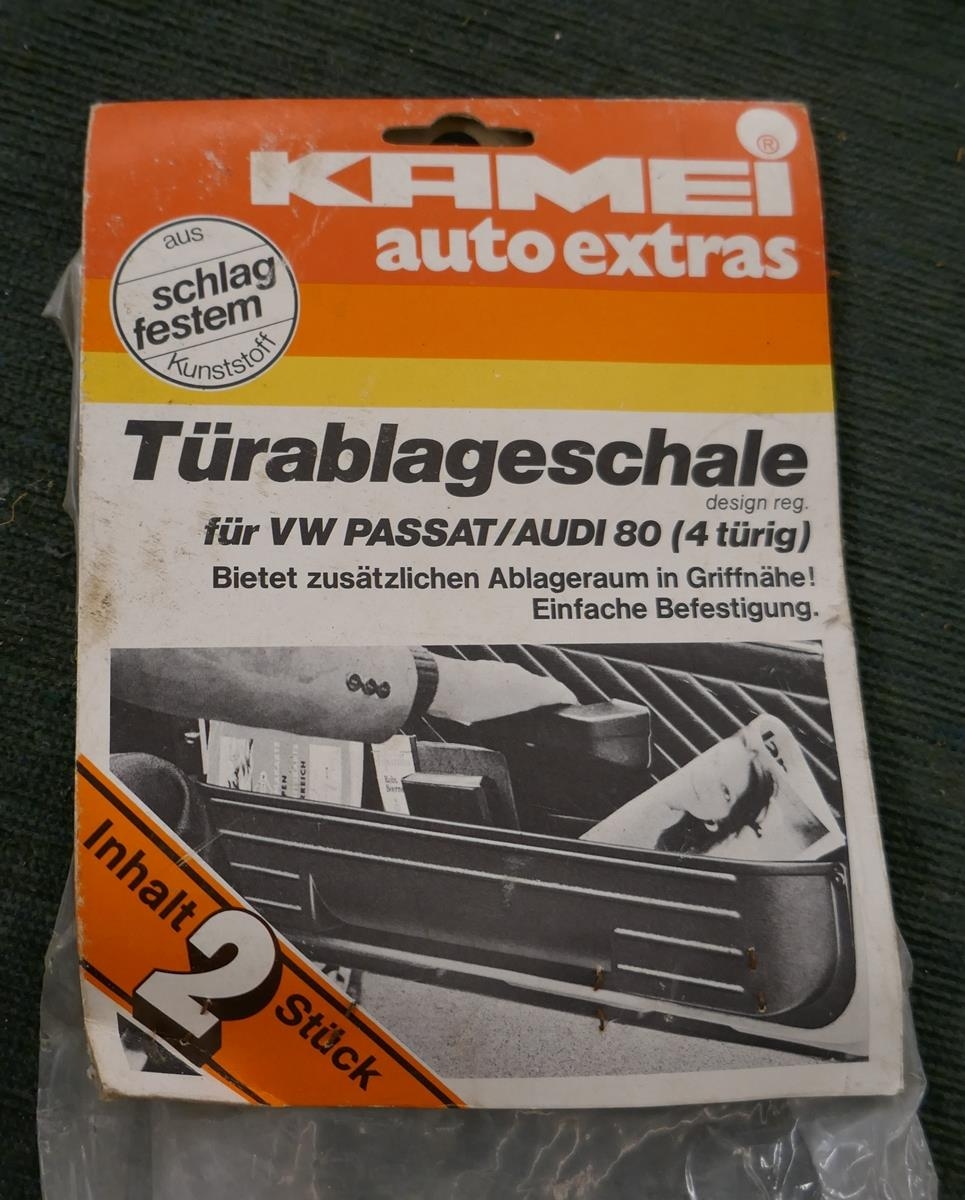 KAMEi ®
auto extras
aus
schlag
festem
Kunststoff
Türablageschale
design reg.
für VW PASSAT/AUDI 80 (4 türig)
Bietet zusätzlichen Ablageraum in Griffnähe!
Einfache Befestigung.
Inhalt
2
Stück